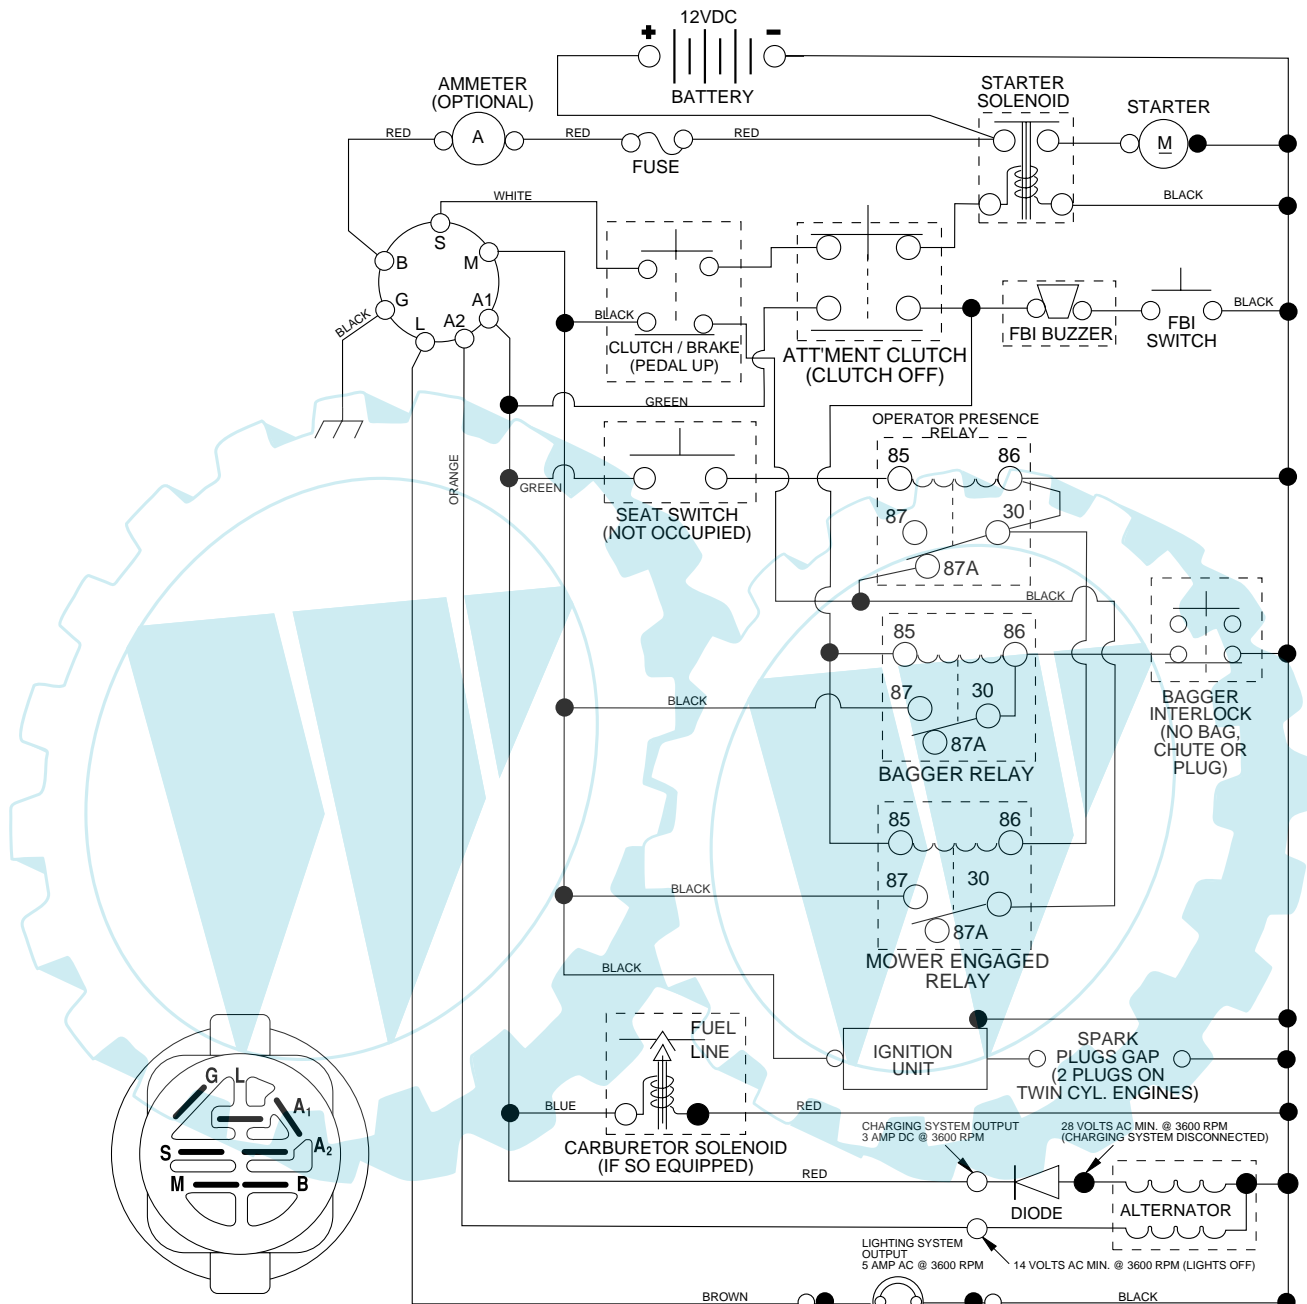 12VDC
+
-
BATTERY
AMMETER
(OPTIONAL)
STARTER
SOLENOID
STARTER
RED
A
RED
RED
M
FUSE
WHITE
BLACK
S
B
M
G
A1
L
A2
BLACK
BLACK
CLUTCH / BRAKE
(PEDAL UP)
ATT'MENT CLUTCH
(CLUTCH OFF)
FBI BUZZER
FBI
SWITCH
BLACK
GREEN
OPERATOR PRESENCE
RELAY
ORANGE
GREEN
SEAT SWITCH
(NOT OCCUPIED)
85
86
87
30
87A
BLACK
85
86
BLACK
87
30
87A
BAGGER RELAY
BAGGER
INTERLOCK
(NO BAG,
CHUTE OR
PLUG)
85
86
BLACK
87
30
87A
MOWER ENGAGED
RELAY
BLACK
FUEL
LINE
IGNITION
UNIT
SPARK
PLUGS GAP
(2 PLUGS ON
TWIN CYL. ENGINES)
BLUE
RED
CARBURETOR SOLENOID
(IF SO EQUIPPED)
CHARGING SYSTEM OUTPUT
3 AMP DC @ 3600 RPM
28 VOLTS AC MIN. @ 3600 RPM
(CHARGING SYSTEM DISCONNECTED)
RED
DIODE
ALTERNATOR
LIGHTING SYSTEM
OUTPUT
5 AMP AC @ 3600 RPM
14 VOLTS AC MIN. @ 3600 RPM (LIGHTS OFF)
BROWN
BLACK
G
L
A1
S
A2
M
B